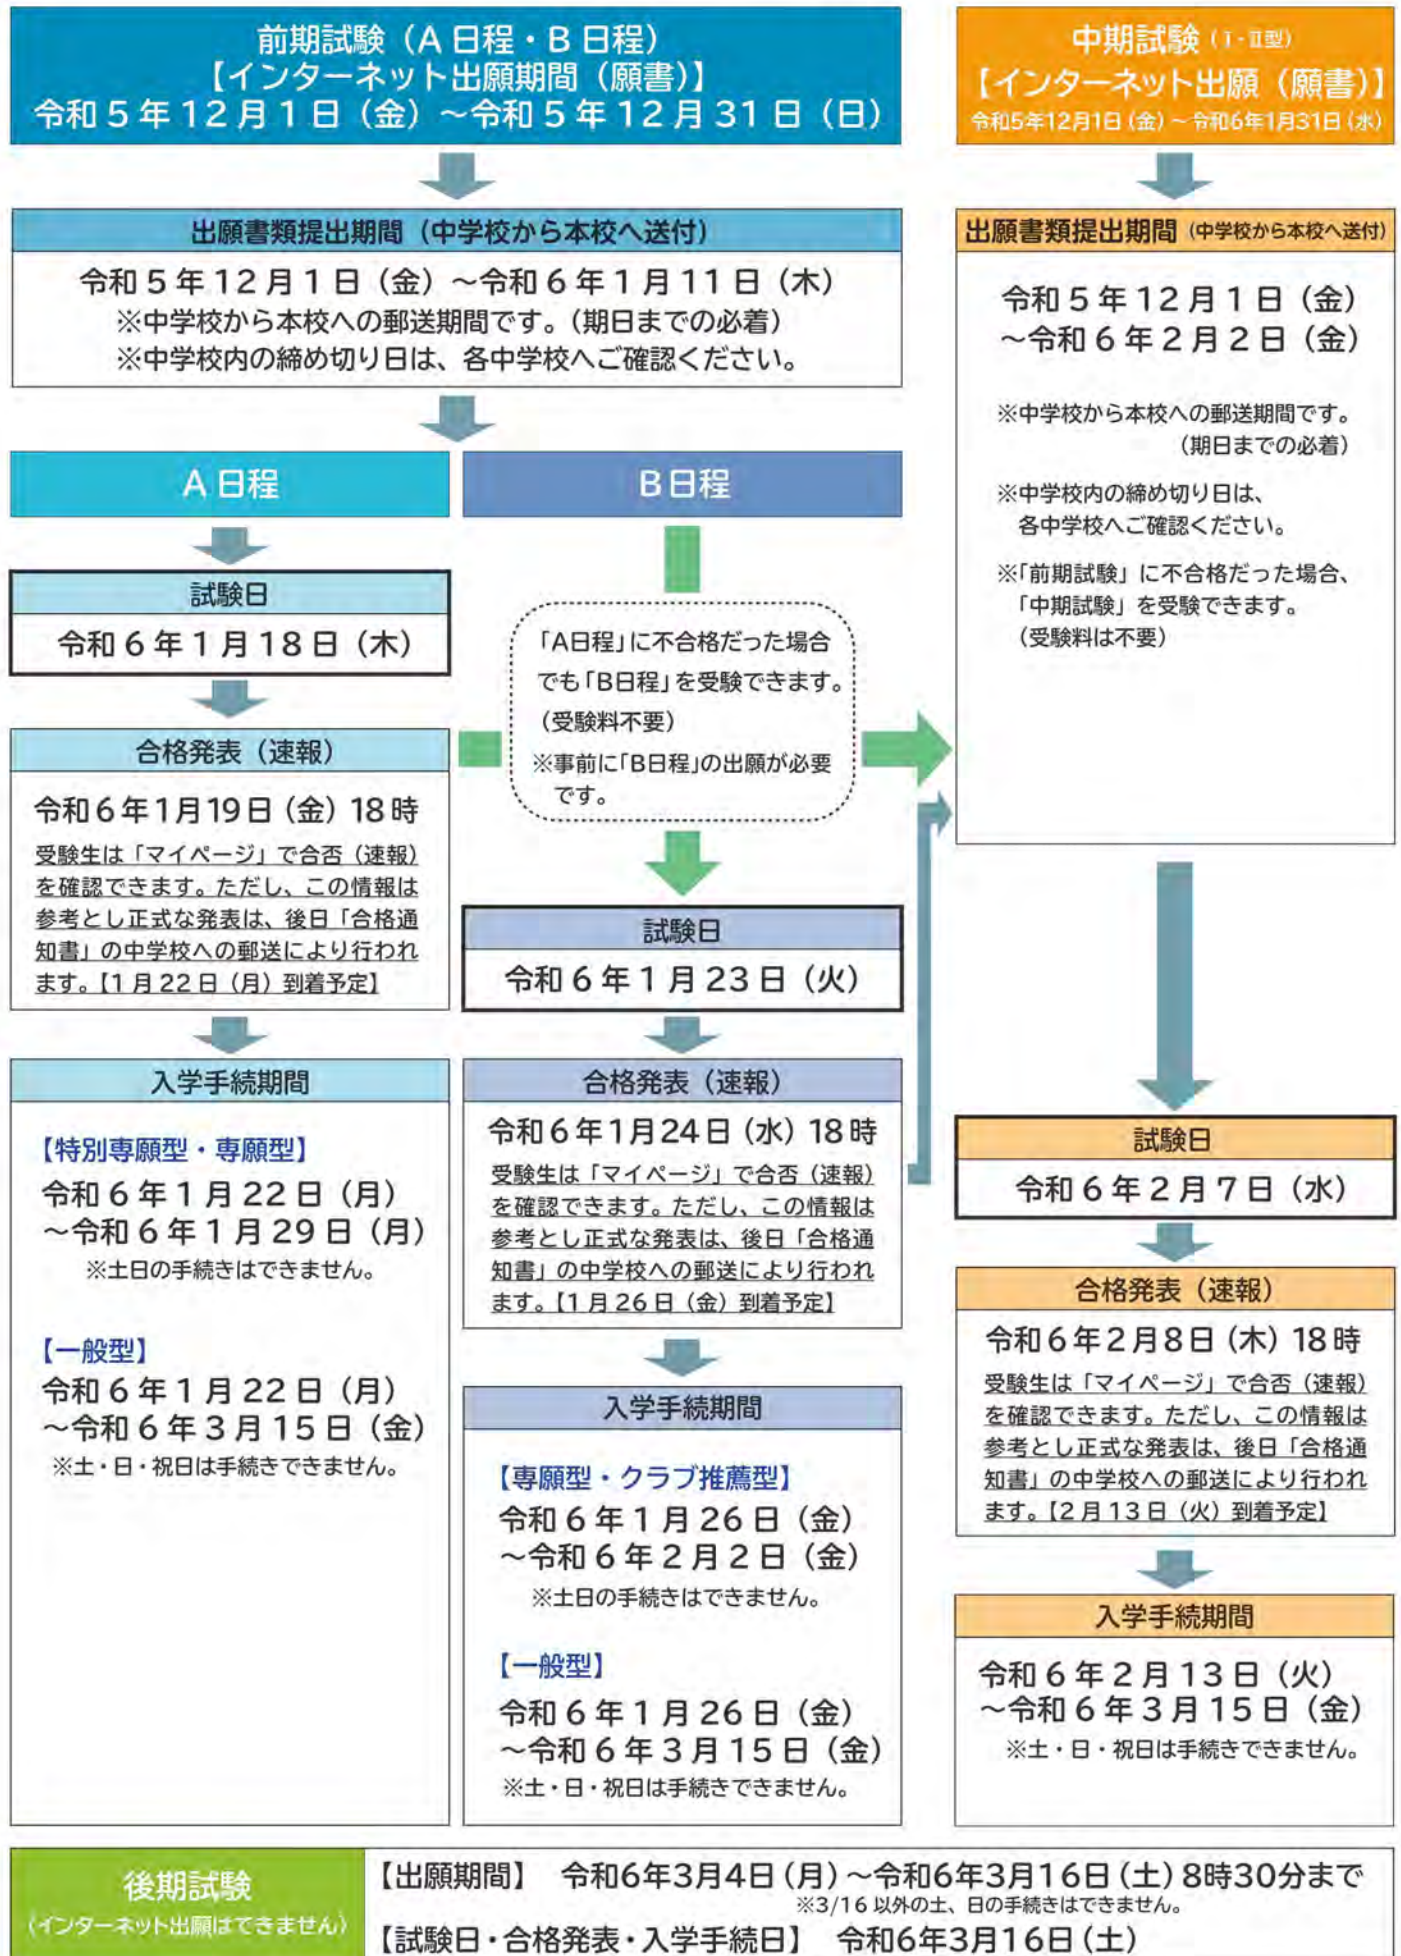 前期試験（A日程・B日程）
【インターネット出願期間（願書）】
令和5年12月1日（金）～令和5年12月31日（日）
出願書類提出期間（中学校から本校へ送付）
令和5年12月1日（金）～令和6年1月11日（木）
※中学校から本校への郵送期間です。（期日までの必着）
※中学校内の締め切り日は、各中学校へご確認ください。
A日程
試験日
令和6年1月18日（木）
合格発表（速報）
令和6年1月19日（金）18時
受験生は「マイページ」で合否（速報）
を確認できます。ただし、この情報は
参考とし正式な発表は、後日「合格通
知書」の中学校への郵送により行われ
ます。【1月22日（月）到着予定】
入学手続期間
【特別専願型・専願型】
令和6年1月22日（月）
～令和6年1月29日（月）
※土日の手続きはできません。
【一般型】
令和6年1月22日（月）
～令和6年3月15日（金）
※土・日・祝日は手続きできません。
B日程
「A日程」に不合格だった場合
でも「B日程」を受験できます。
（受験料不要）
※事前に「B日程」の出願が必要
です。
試験日
令和6年1月23日（火）
合格発表（速報）
令和6年1月24日（水）18時
受験生は「マイページ」で合否（速報）
を確認できます。ただし、この情報は
参考とし正式な発表は、後日「合格通
知書」の中学校への郵送により行われ
ます。【1月26日（金）到着予定】
入学手続期間
【専願型・クラブ推薦型】
令和6年1月26日（金）
～令和6年2月2日（金）
※土日の手続きはできません。
【一般型】
令和6年1月26日（金）
～令和6年3月15日（金）
※土・日・祝日は手続きできません。
中期試験（Ⅰ・Ⅱ型）
【インターネット出願（願書）】
令和5年12月1日（金）～令和6年1月31日（水）
出願書類提出期間（中学校から本校へ送付）
令和5年12月1日（金）
～令和6年2月2日（金）
※中学校から本校への郵送期間です。
（期日までの必着）
※中学校内の締め切り日は、
各中学校へご確認ください。
※「前期試験」に不合格だった場合、
「中期試験」を受験できます。
（受験料は不要）
試験日
令和6年2月7日（水）
合格発表（速報）
令和6年2月8日（木）18時
受験生は「マイページ」で合否（速報）
を確認できます。ただし、この情報は
参考とし正式な発表は、後日「合格通
知書」の中学校への郵送により行われ
ます。【2月13日（火）到着予定】
入学手続期間
令和6年2月13日（火）
～令和6年3月15日（金）
※土・日・祝日は手続きできません。
後期試験
（インターネット出願はできません）
【出願期間】 令和6年3月4日（月）～令和6年3月16日（土）8時30分まで
※3/16以外の土、日の手続きはできません。
【試験日・合格発表・入学手続日】 令和6年3月16日（土）